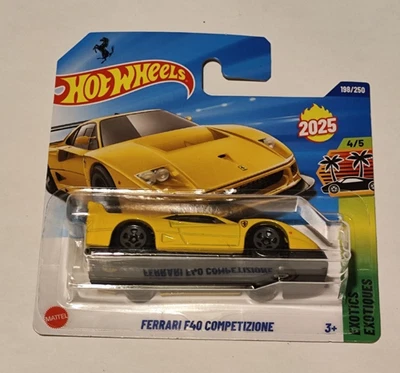 HOT WHEELS
198/250
2025
4/5
FERRARI F40 COMPETIZIONE
EXOTICS
EXOTIQUES
MATTEL
FERRARI F40 COMPETIZIONE
3+